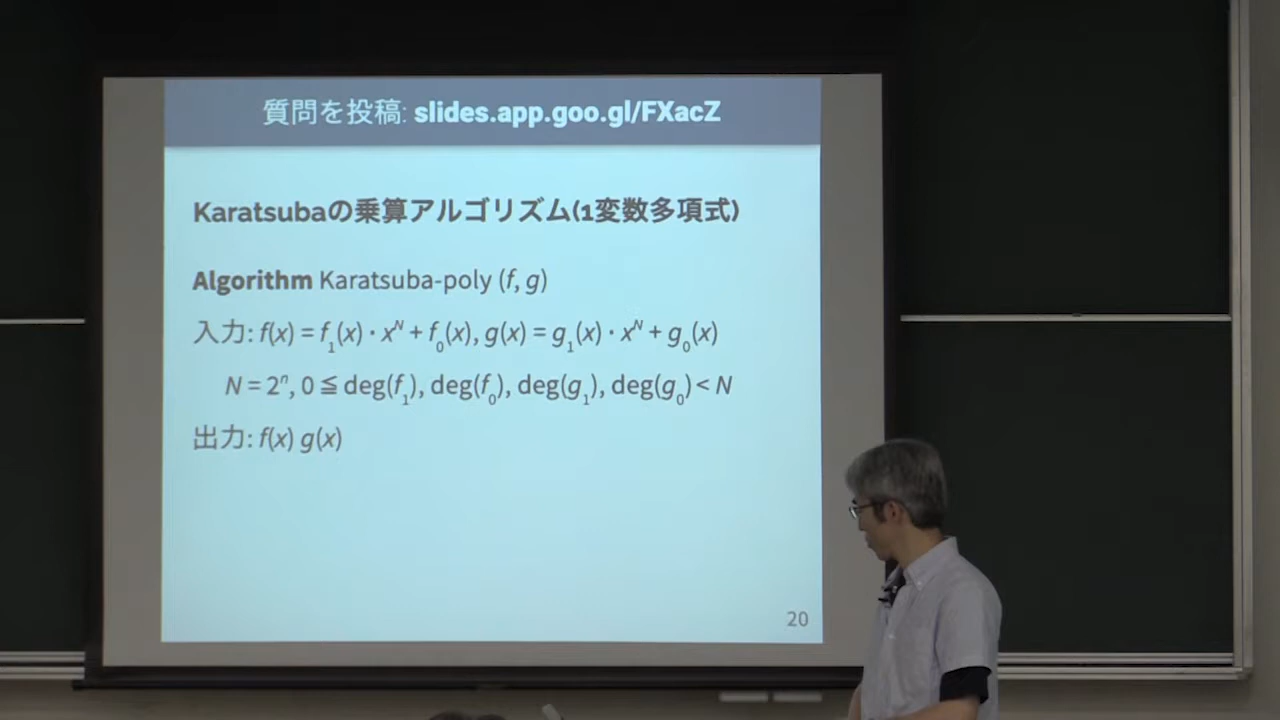 質問を投稿: slides.app.goo.gl/FXacZ
Karatsubaの乗算アルゴリズム(1変数多項式)
Algorithm Karatsuba-poly (f, g)
入力: f(x) = f₁(x) · xᴺ + f₀(x), g(x) = g₁(x) · xᴺ + g₀(x)
N = 2ⁿ, 0 ≦ deg(f₁), deg(f₀), deg(g₁), deg(g₀) < N
出力: f(x) g(x)
20